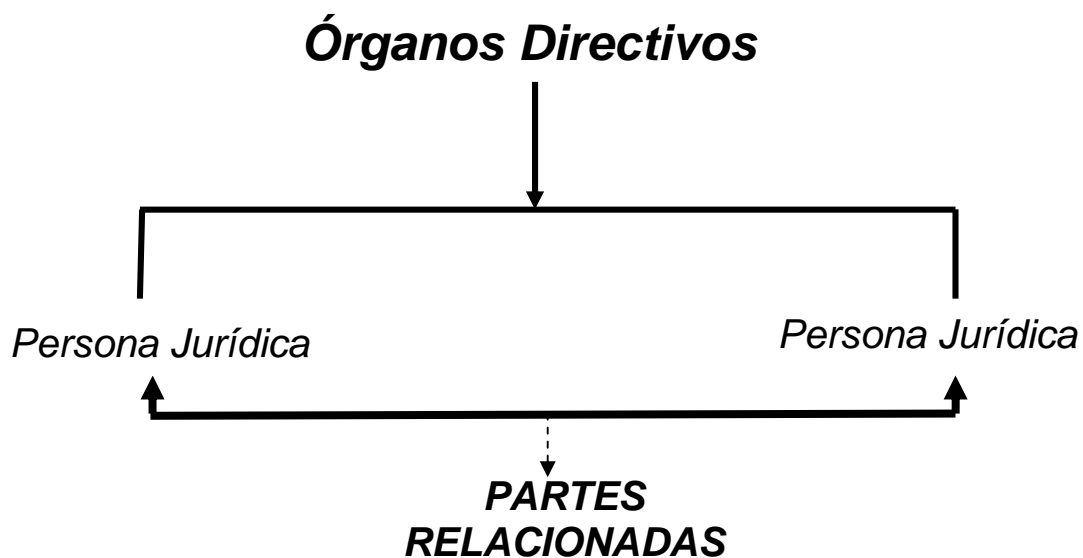 Órganos Directivos
Persona Jurídica
Persona Jurídica
PARTES
RELACIONADAS